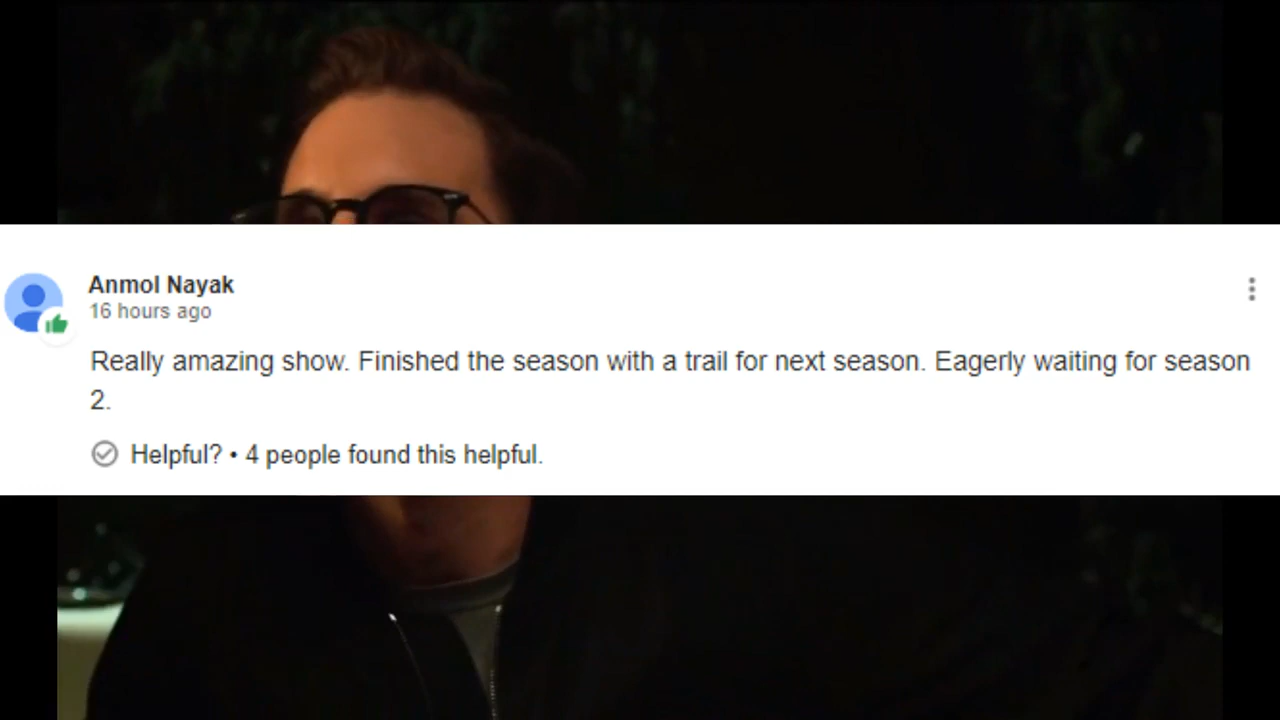 Anmol Nayak
16 hours ago
Really amazing show. Finished the season with a trail for next season. Eagerly waiting for season
2.
Helpful? • 4 people found this helpful.